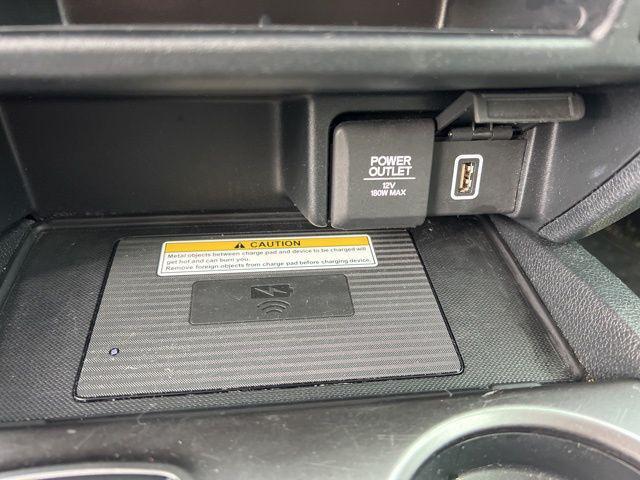 POWER
OUTLET
12V
180W MAX
CAUTION
Metal objects between charge pad and device to be charged will
get hot and can burn you.
Remove foreign objects from charge pad before charging device.